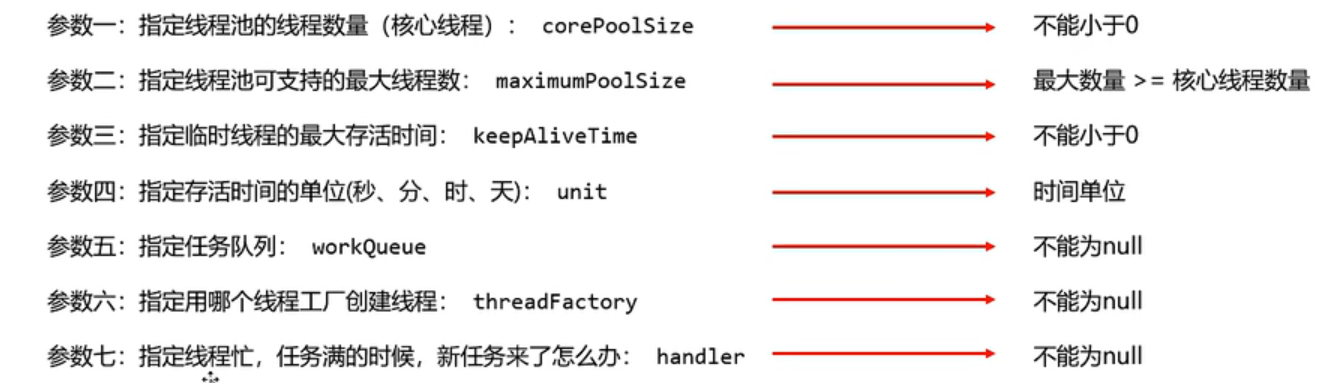 参数一：指定线程池的线程数量（核心线程）： corePoolSize 不能小于0
参数二：指定线程池可支持的最大线程数： maximumPoolSize 最大数量 >= 核心线程数量
参数三：指定临时线程的最大存活时间： keepAliveTime 不能小于0
参数四：指定存活时间的单位(秒、分、时、天)： unit 时间单位
参数五：指定任务队列： workQueue 不能为null
参数六：指定用哪个线程工厂创建线程： threadFactory 不能为null
参数七：指定线程忙，任务满的时候，新任务来了怎么办： handler 不能为null